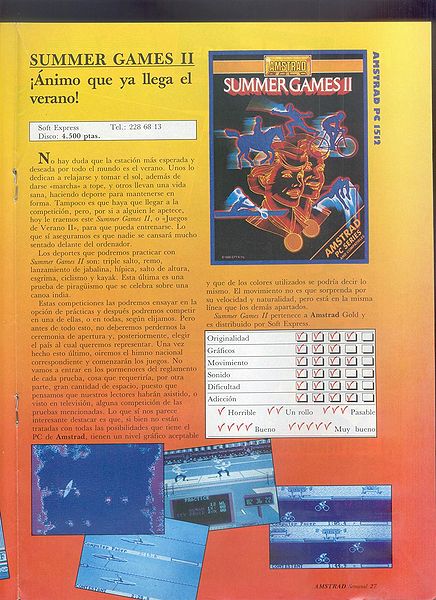 SUMMER GAMES II
¡Ánimo que ya llega el
verano!
Soft Express Tel.: 228 68 13
Disco: 4.500 ptas.
No hay duda que la estación más esperada y
deseada por todo el mundo es el verano. Unos lo
dedican a relajarse y tomar el sol, además de
darse «marcha» a tope, y otros llevan una vida
sana, haciendo deporte para mantenerse en
forma. Tampoco es que haya que llegar a la
competición, pero, por si a alguien le apetece,
hoy le traemos este Summer Games II, o «Juegos
de Verano II», para que pueda entrenarle. Lo
que sí aseguramos es que nadie se cansará mucho
sentado delante del ordenador.
Los deportes que podremos practicar con
Summer Games II son: triple salto, remo,
lanzamiento de jabalina, hípica, salto de altura,
esgrima, ciclismo y kayak. Esta última es una
prueba de piragüismo que se celebra sobre una
canoa india.
Estas competiciones las podremos ensayar en la
opción de prácticas y después podremos competir
en una de ellas, o en todas, según elijamos. Pero
antes de todo esto, no deberemos perdernos la
ceremonia de apertura y, posteriormente, elegir
el país al cual queremos representar. Una vez
hecho esto último, oiremos el himno nacional
correspondiente y comenzarán los juegos. No
vamos a entrar en los pormenores del reglamento
de cada prueba, cosa que requeriría, por otra
parte, gran cantidad de espacio, puesto que
pensamos que nuestros lectores habrán asistido, o
visto en televisión, alguna competición de las
pruebas mencionadas. Lo que sí nos parece
interesante destacar es que, si bien no están
tratadas con todas las posibilidades que tiene el
PC de Amstrad, tienen un nivel gráfico aceptable
AMSTRAD
GOLD
SUMMER GAMES II
AMSTRAD
PC SERIES
AMSTRAD PC 1512
y que de los colores utilizados se podría decir lo
mismo. El movimiento no es que sorprenda por
su velocidad y naturalidad, pero está en la misma
línea que los demás apartados.
Summer Games II pertenece a Amstrad Gold y
es distribuido por Soft Express.
Originalidad
Gráficos
Movimiento
Sonido
Dificultad
Adicción
Horrible Un rollo Pasable
Bueno Muy bueno
PRACTICE
AMSTRAD Semanal 27